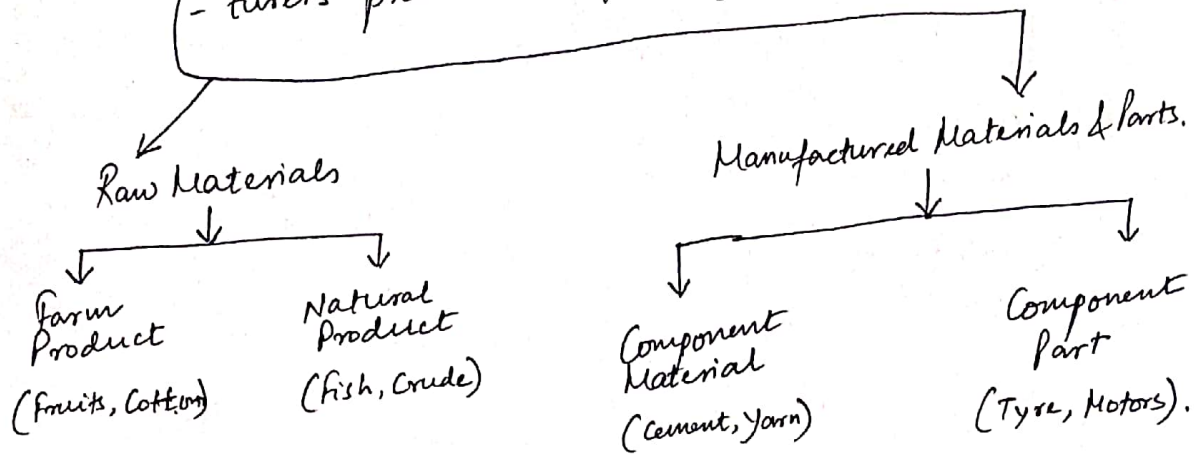 - turers
Raw Materials
Manufactured Materials & Parts.
Farm
Product
(Fruits, Cotton)
Natural
Product
(Fish, Crude)
Component
Material
(Cement, Yarn)
Component
Part
(Tyre, Motors).